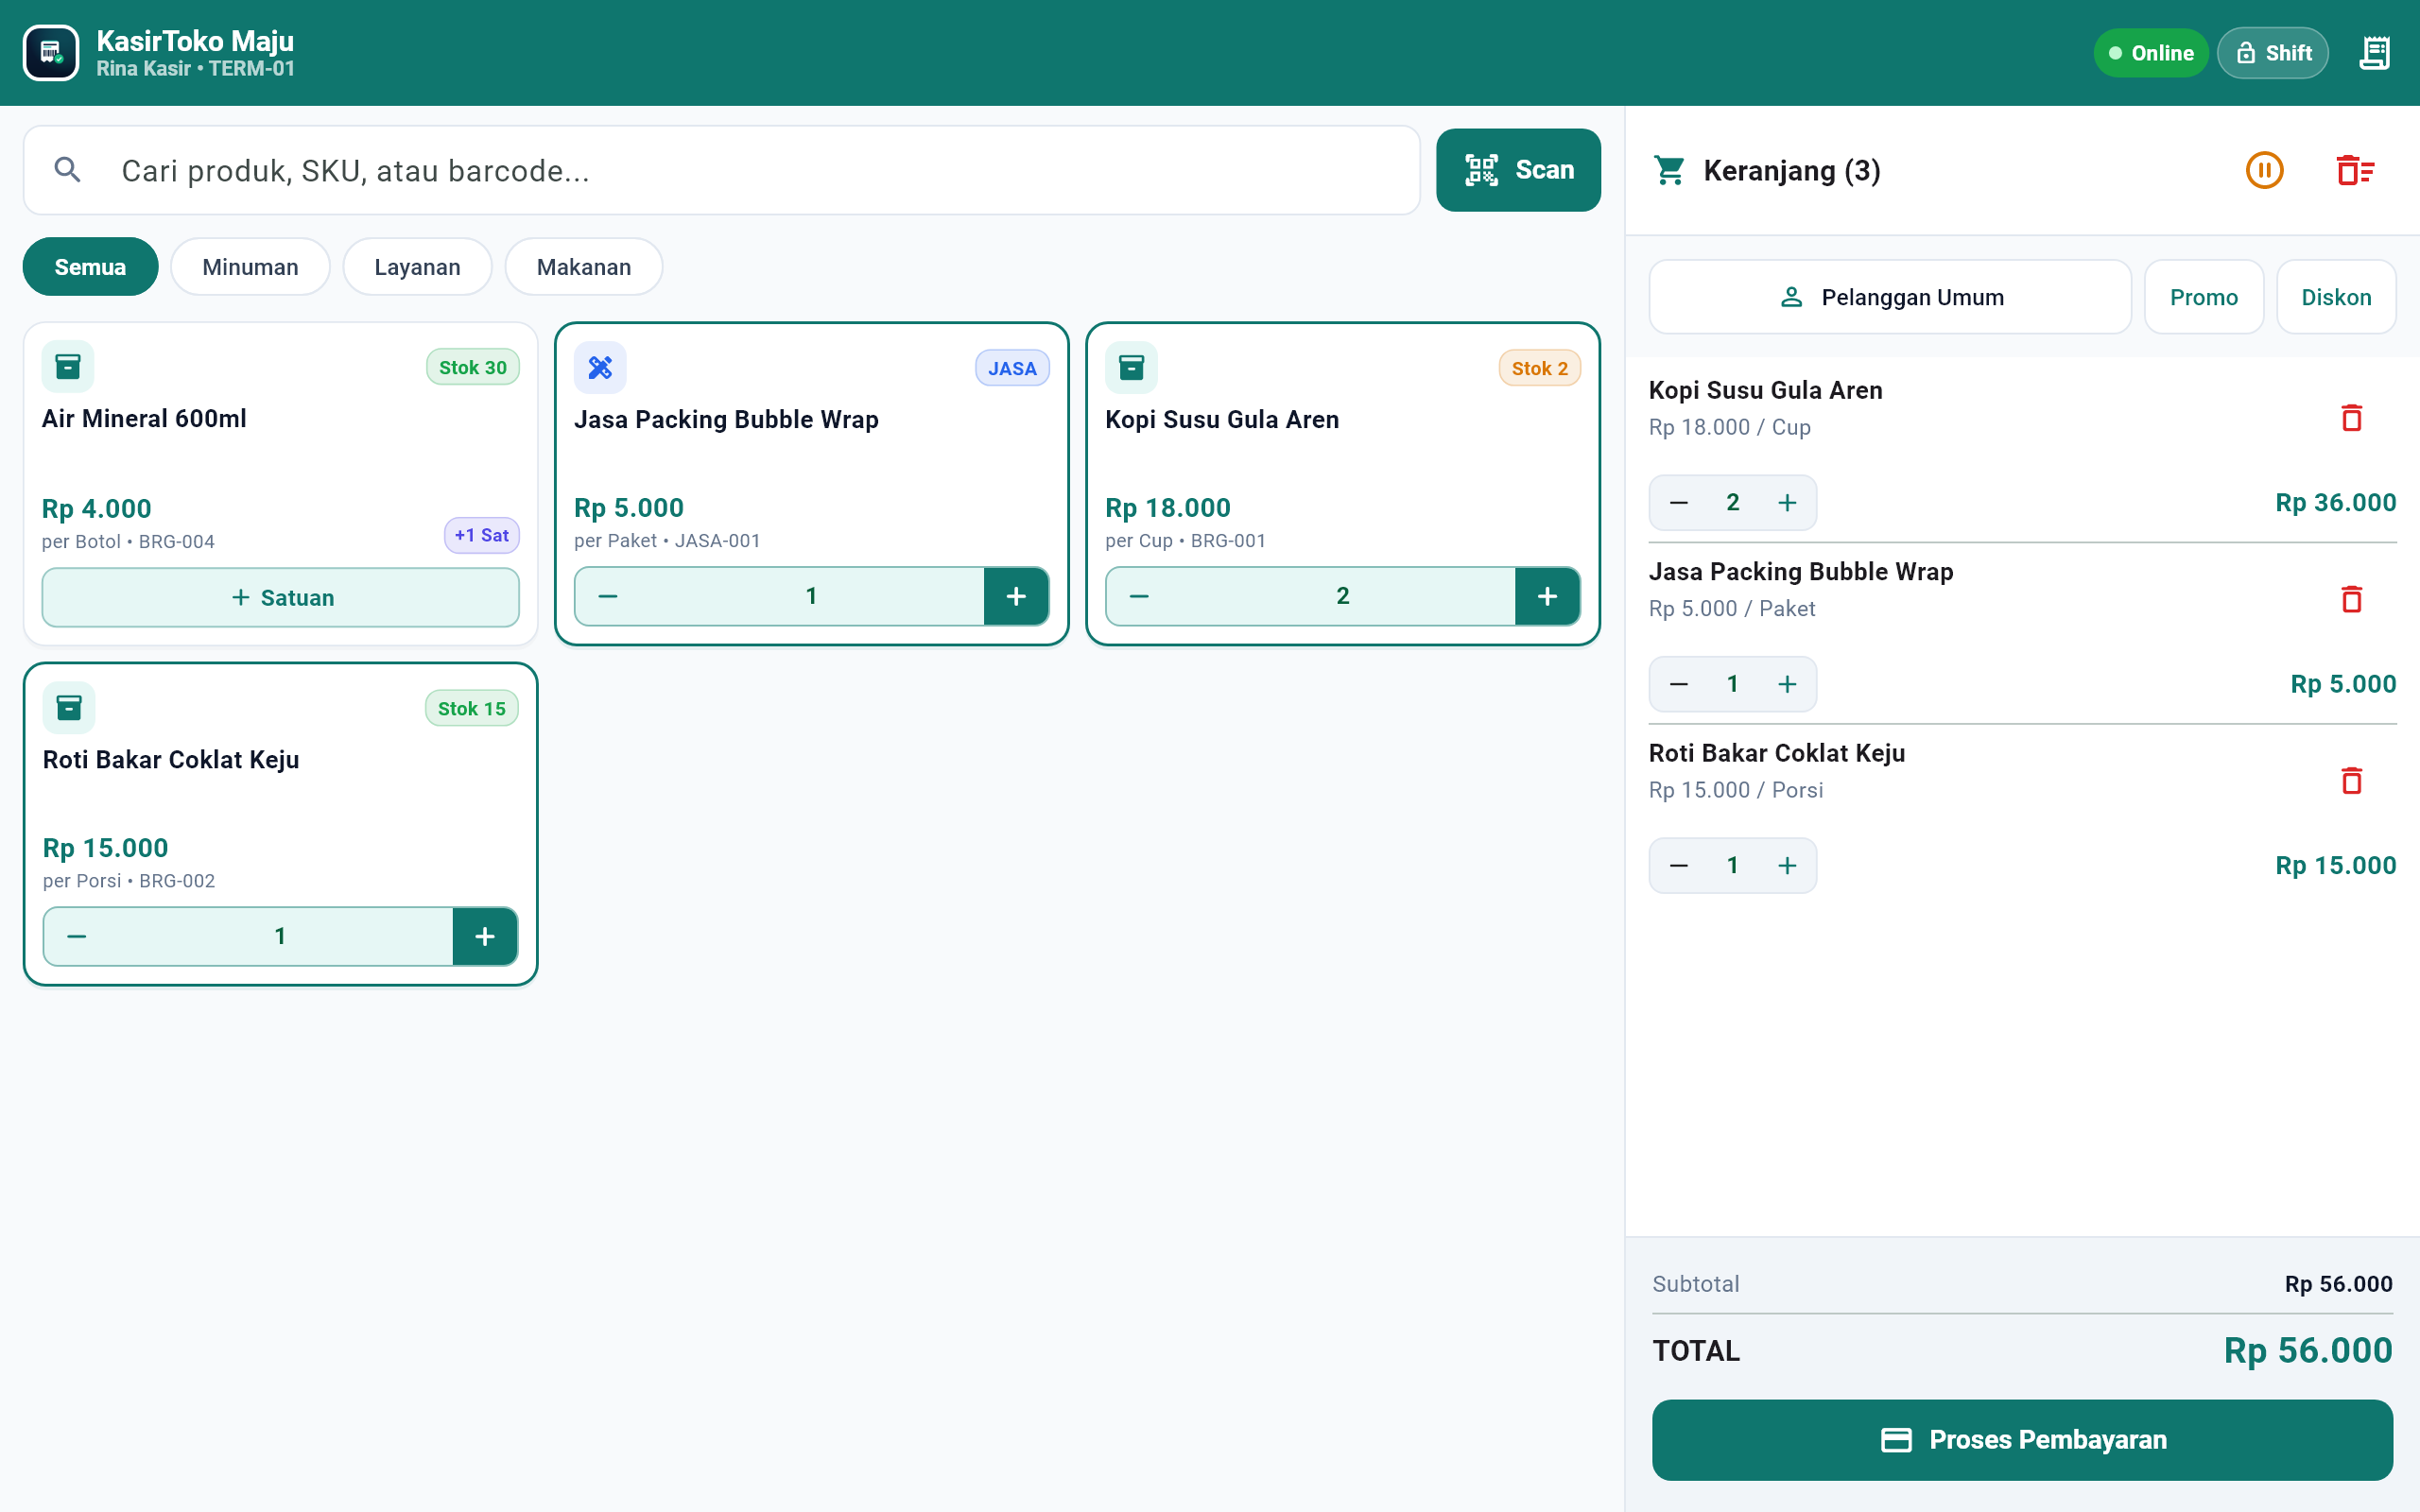 KasirToko Maju
Rina Kasir • TERM-01
Online
Shift
Cari produk, SKU, atau barcode...
Scan
Semua
Minuman
Layanan
Makanan
Stok 30
Air Mineral 600ml
Rp 4.000
per Botol • BRG-004
+1 Sat
+ Satuan
JASA
Jasa Packing Bubble Wrap
Rp 5.000
per Paket • JASA-001
− 1 +
Stok 2
Kopi Susu Gula Aren
Rp 18.000
per Cup • BRG-001
− 2 +
Stok 15
Roti Bakar Coklat Keju
Rp 15.000
per Porsi • BRG-002
− 1 +
Keranjang (3)
Pelanggan Umum
Promo
Diskon
Kopi Susu Gula Aren
Rp 18.000 / Cup
− 2 +
Rp 36.000
Jasa Packing Bubble Wrap
Rp 5.000 / Paket
− 1 +
Rp 5.000
Roti Bakar Coklat Keju
Rp 15.000 / Porsi
− 1 +
Rp 15.000
Subtotal
Rp 56.000
TOTAL
Rp 56.000
Proses Pembayaran